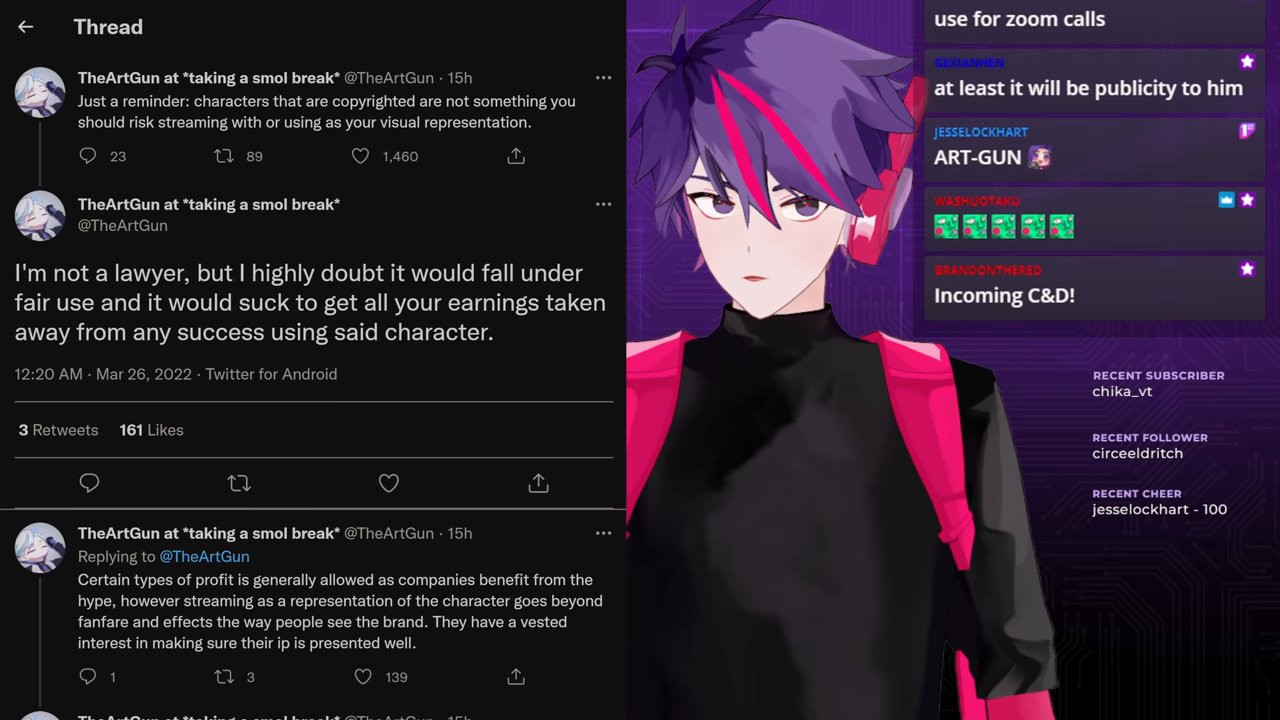 Thread
TheArtGun at *taking a smol break* @TheArtGun · 15h
Just a reminder: characters that are copyrighted are not something you
should risk streaming with or using as your visual representation.
23 89 1,460
TheArtGun at *taking a smol break*
@TheArtGun
I'm not a lawyer, but I highly doubt it would fall under
fair use and it would suck to get all your earnings taken
away from any success using said character.
12:20 AM · Mar 26, 2022 · Twitter for Android
3 Retweets 161 Likes
TheArtGun at *taking a smol break* @TheArtGun · 15h
Replying to @TheArtGun
Certain types of profit is generally allowed as companies benefit from the
hype, however streaming as a representation of the character goes beyond
fanfare and effects the way people see the brand. They have a vested
interest in making sure their ip is presented well.
1 3 139
TheArtGun at *taking a smol break* @TheArtGun · 15h
use for zoom calls
GEXIANHEN
at least it will be publicity to him
JESSELOCKHART
ART-GUN
WASHUOTAKU
BRANDONTHERED
Incoming C&D!
RECENT SUBSCRIBER
chika_vt
RECENT FOLLOWER
circeeldritch
RECENT CHEER
jesselockhart - 100